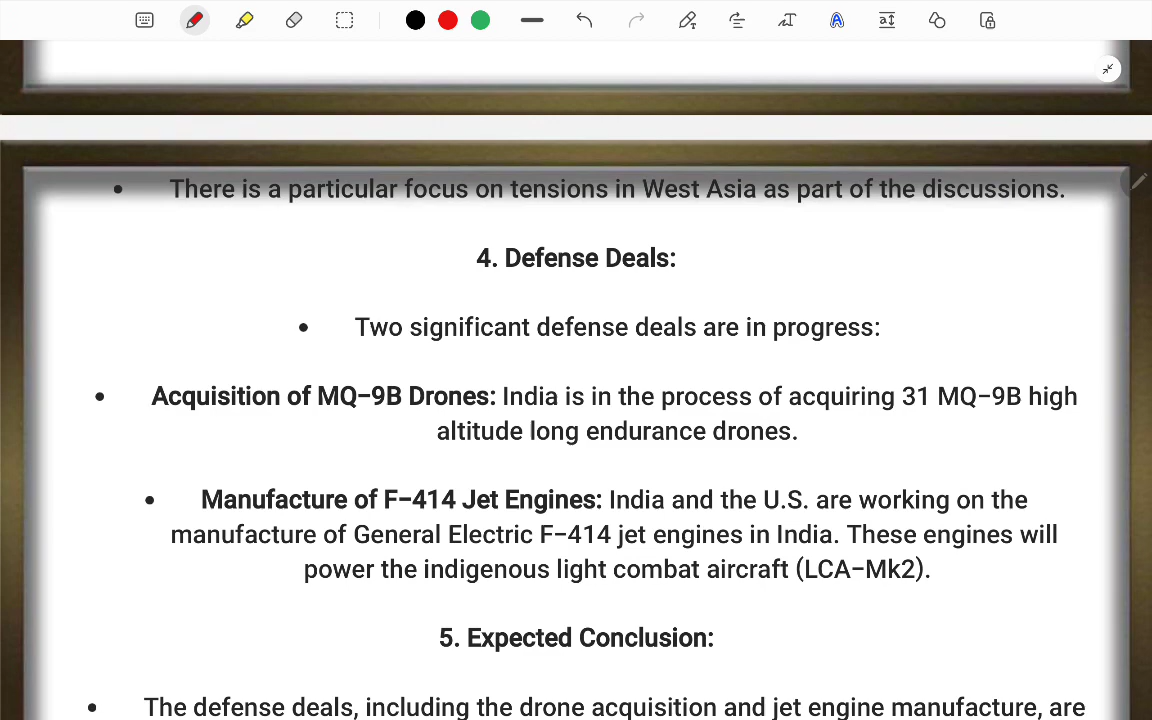 • There is a particular focus on tensions in West Asia as part of the discussions.
4. Defense Deals:
• Two significant defense deals are in progress:
• Acquisition of MQ-9B Drones: India is in the process of acquiring 31 MQ-9B high
altitude long endurance drones.
• Manufacture of F-414 Jet Engines: India and the U.S. are working on the
manufacture of General Electric F-414 jet engines in India. These engines will
power the indigenous light combat aircraft (LCA-Mk2).
5. Expected Conclusion:
• The defense deals, including the drone acquisition and jet engine manufacture, are